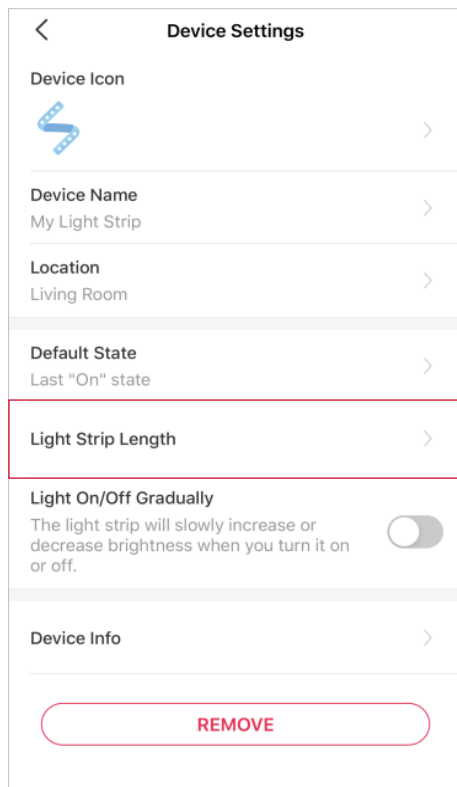 Device Settings
Device Icon
Device Name
My Light Strip
Location
Living Room
Default State
Last "On" state
Light Strip Length
Light On/Off Gradually
The light strip will slowly increase or
decrease brightness when you turn it on
or off.
Device Info
REMOVE